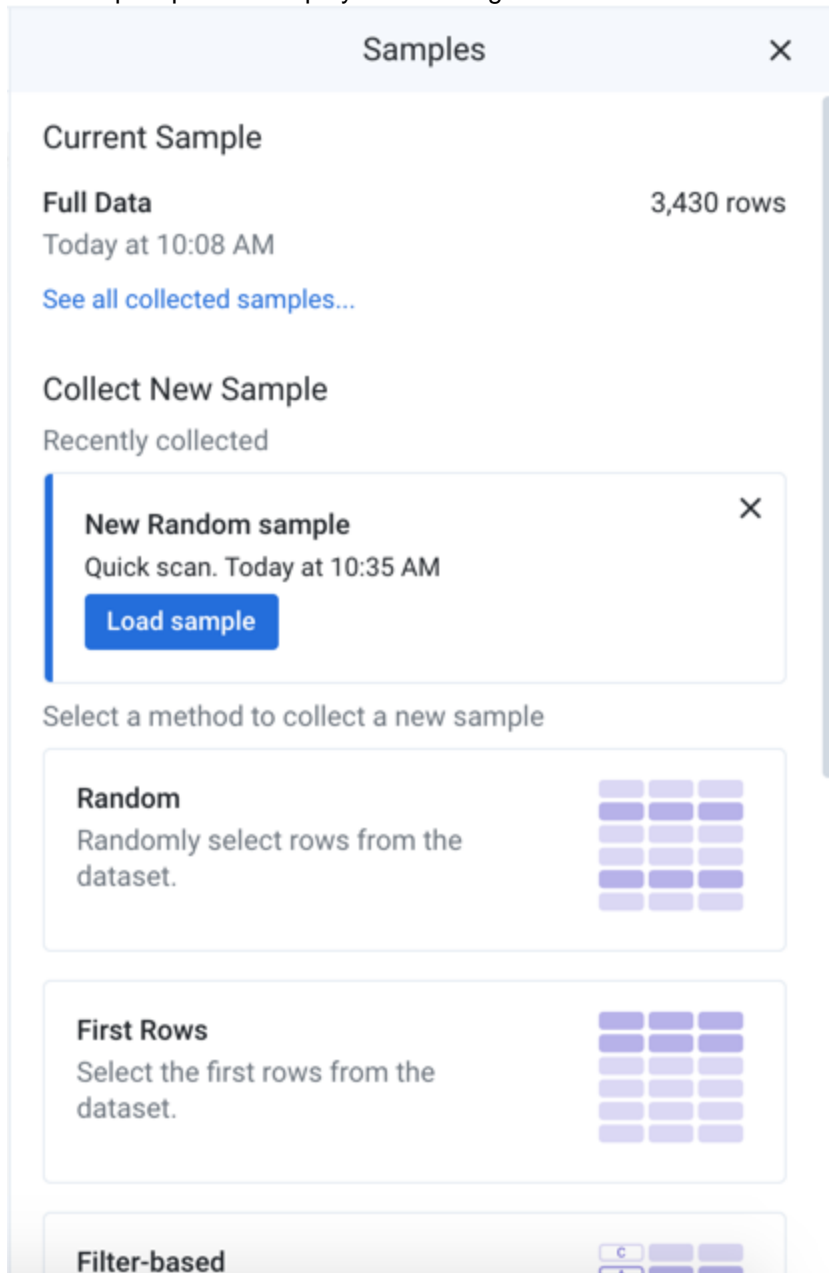 Samples
Current Sample
Full Data 3,430 rows
Today at 10:08 AM
See all collected samples...
Collect New Sample
Recently collected
New Random sample
Quick scan. Today at 10:35 AM
Load sample
Select a method to collect a new sample
Random
Randomly select rows from the
dataset.
First Rows
Select the first rows from the
dataset.
Filter-based
C